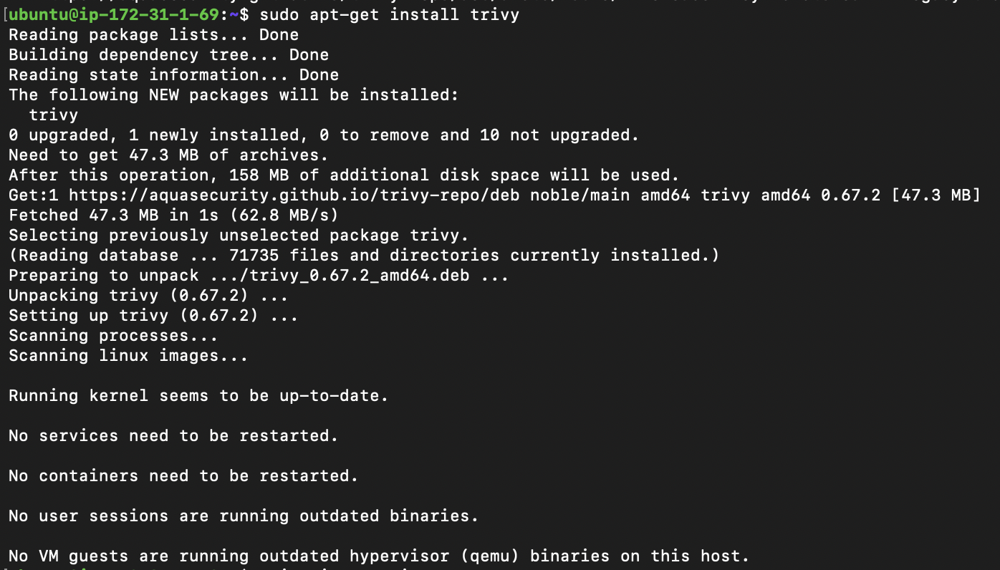 [ubuntu@ip-172-31-1-69:~$ sudo apt-get install trivy
Reading package lists... Done
Building dependency tree... Done
Reading state information... Done
The following NEW packages will be installed:
  trivy
0 upgraded, 1 newly installed, 0 to remove and 10 not upgraded.
Need to get 47.3 MB of archives.
After this operation, 158 MB of additional disk space will be used.
Get:1 https://aquasecurity.github.io/trivy-repo/deb noble/main amd64 trivy amd64 0.67.2 [47.3 MB]
Fetched 47.3 MB in 1s (62.8 MB/s)
Selecting previously unselected package trivy.
(Reading database ... 71735 files and directories currently installed.)
Preparing to unpack .../trivy_0.67.2_amd64.deb ...
Unpacking trivy (0.67.2) ...
Setting up trivy (0.67.2) ...
Scanning processes...
Scanning linux images...

Running kernel seems to be up-to-date.

No services need to be restarted.

No containers need to be restarted.

No user sessions are running outdated binaries.

No VM guests are running outdated hypervisor (qemu) binaries on this host.